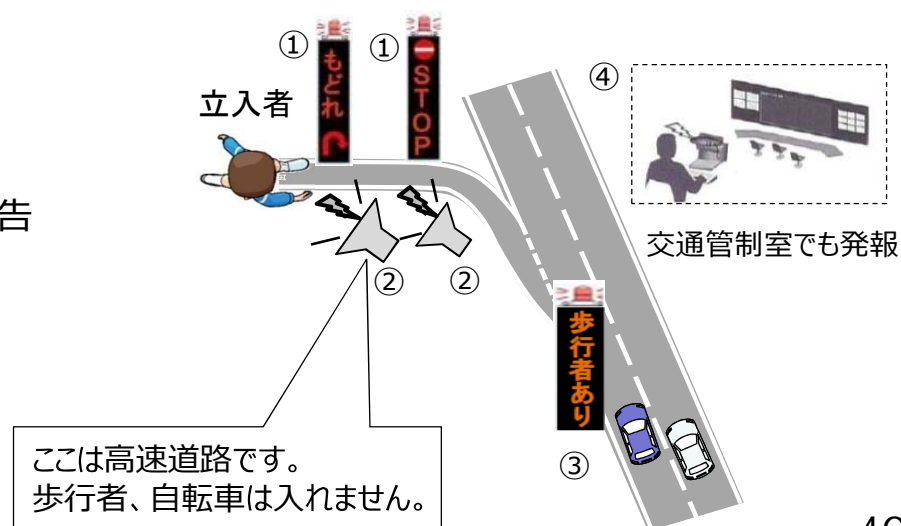 ① ①
もどれ
STOP
立入者
④
告
交通管制室でも発報
② ②
歩行者あり
ここは高速道路です。
歩行者、自転車は入れません。
③